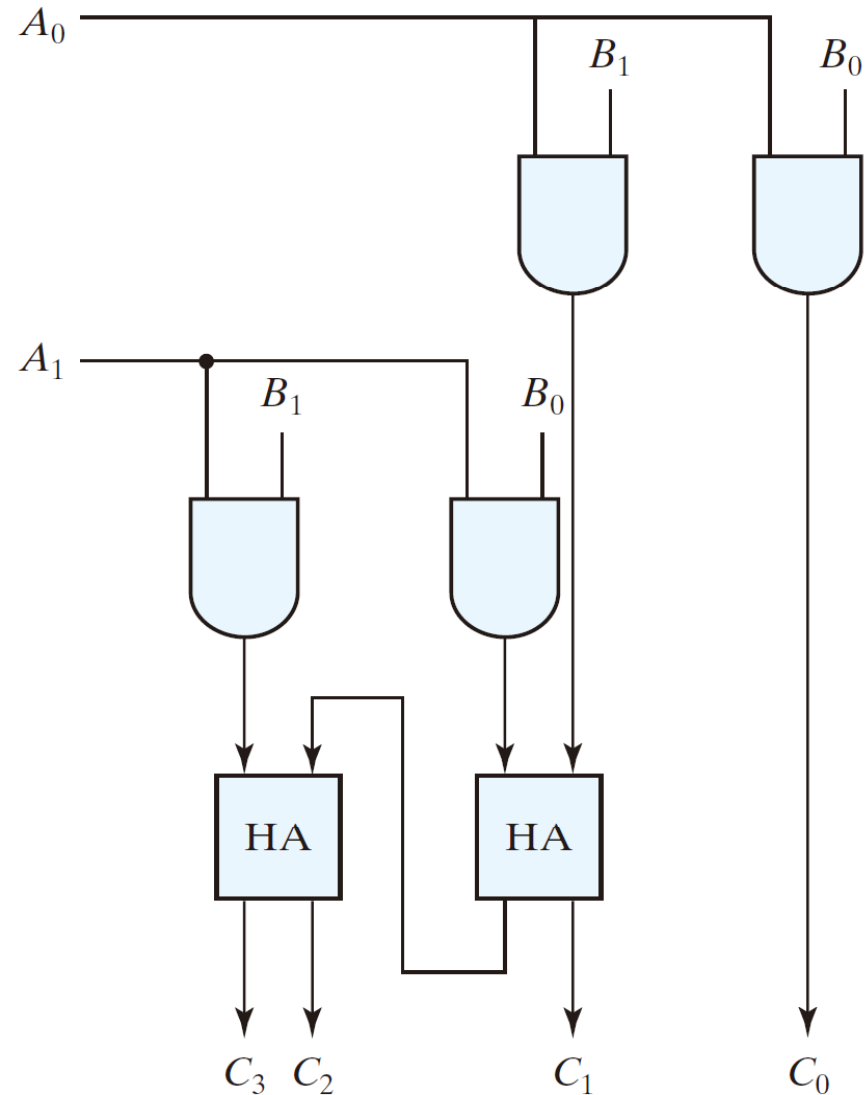 A₀
B₁ B₀
A₁
B₁ B₀
HA HA
C₃ C₂ C₁ C₀